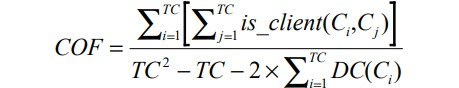 COF = \frac{\sum_{i=1}^{TC} \left[ \sum_{j=1}^{TC} is\_client(C_i, C_j) \right]}{TC^2 - TC - 2 \times \sum_{i=1}^{TC} DC(C_i)}